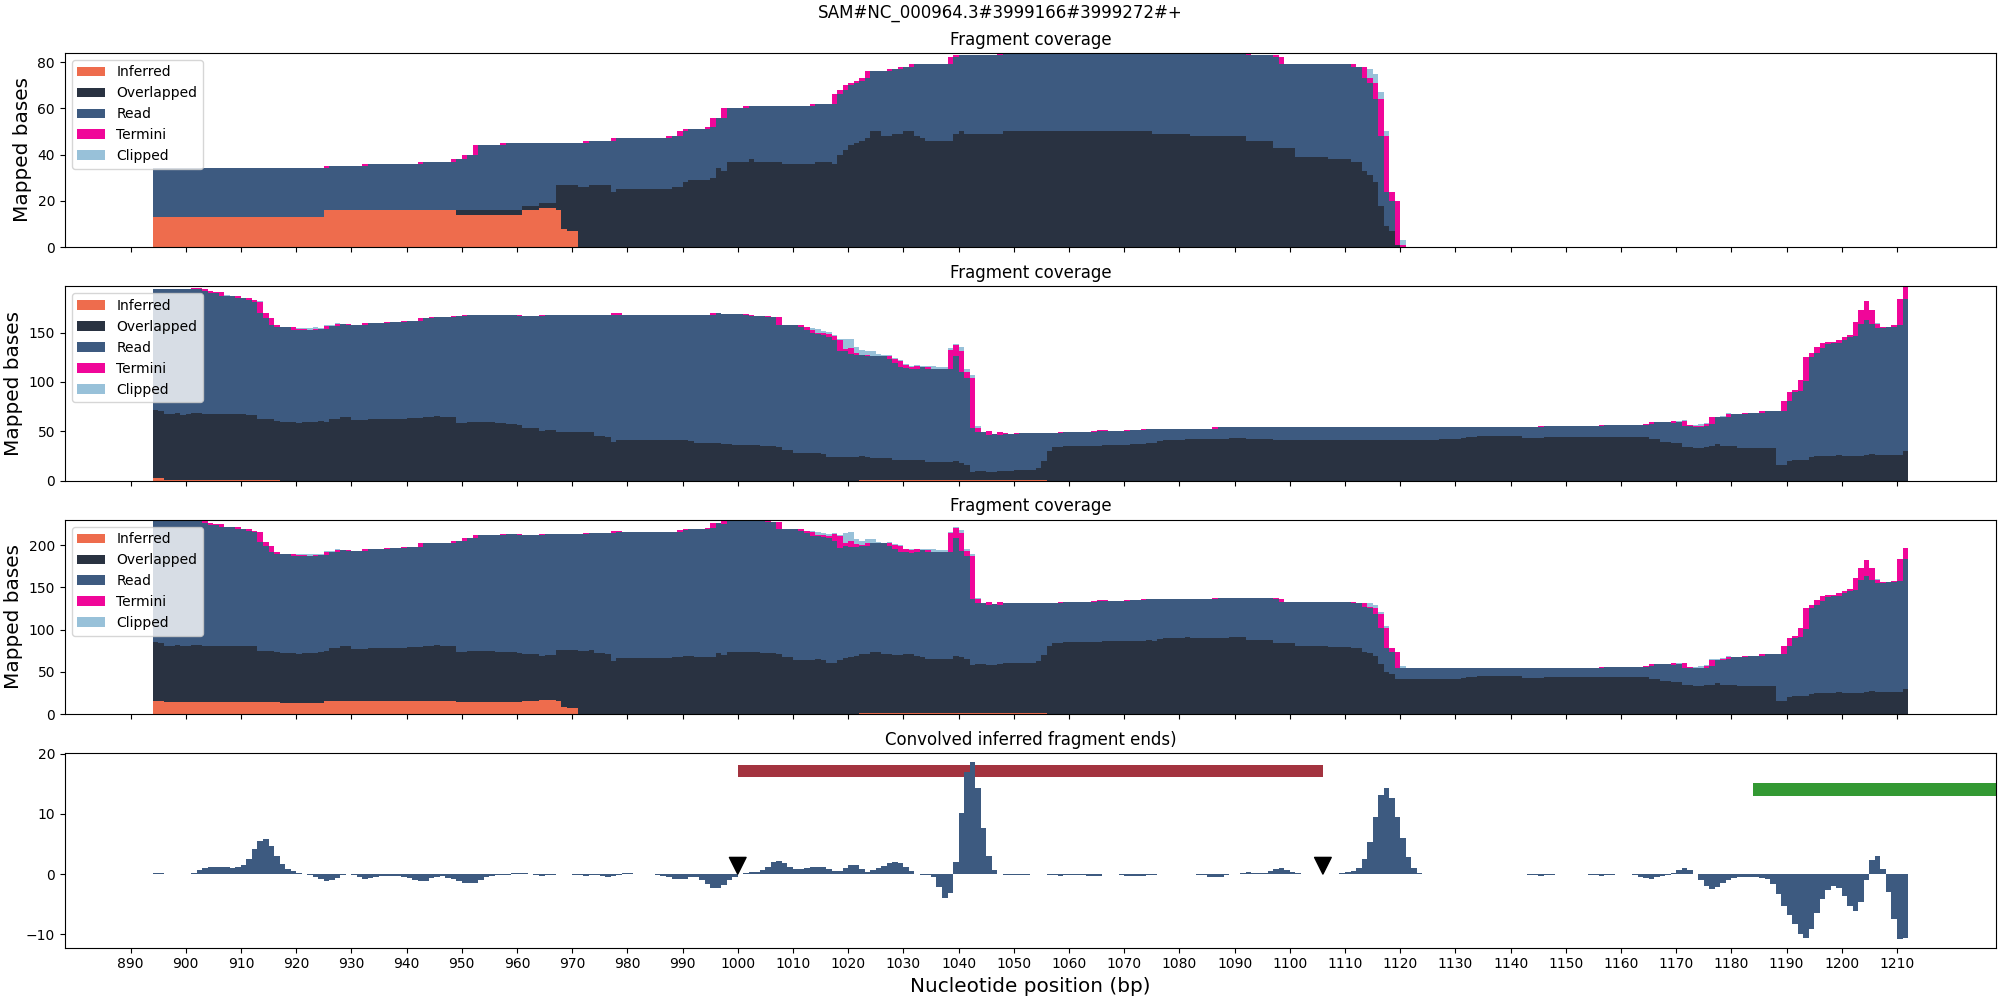 SAM#NC_000964.3#3999166#3999272#+
Fragment coverage
Mapped bases
80
60
40
20
0
Inferred
Overlapped
Read
Termini
Clipped
Fragment coverage
Mapped bases
150
100
50
0
Inferred
Overlapped
Read
Termini
Clipped
Fragment coverage
Mapped bases
200
150
100
50
0
Inferred
Overlapped
Read
Termini
Clipped
Convolved inferred fragment ends)
20
10
0
−10
890 900 910 920 930 940 950 960 970 980 990 1000 1010 1020 1030 1040 1050 1060 1070 1080 1090 1100 1110 1120 1130 1140 1150 1160 1170 1180 1190 1200 1210
Nucleotide position (bp)